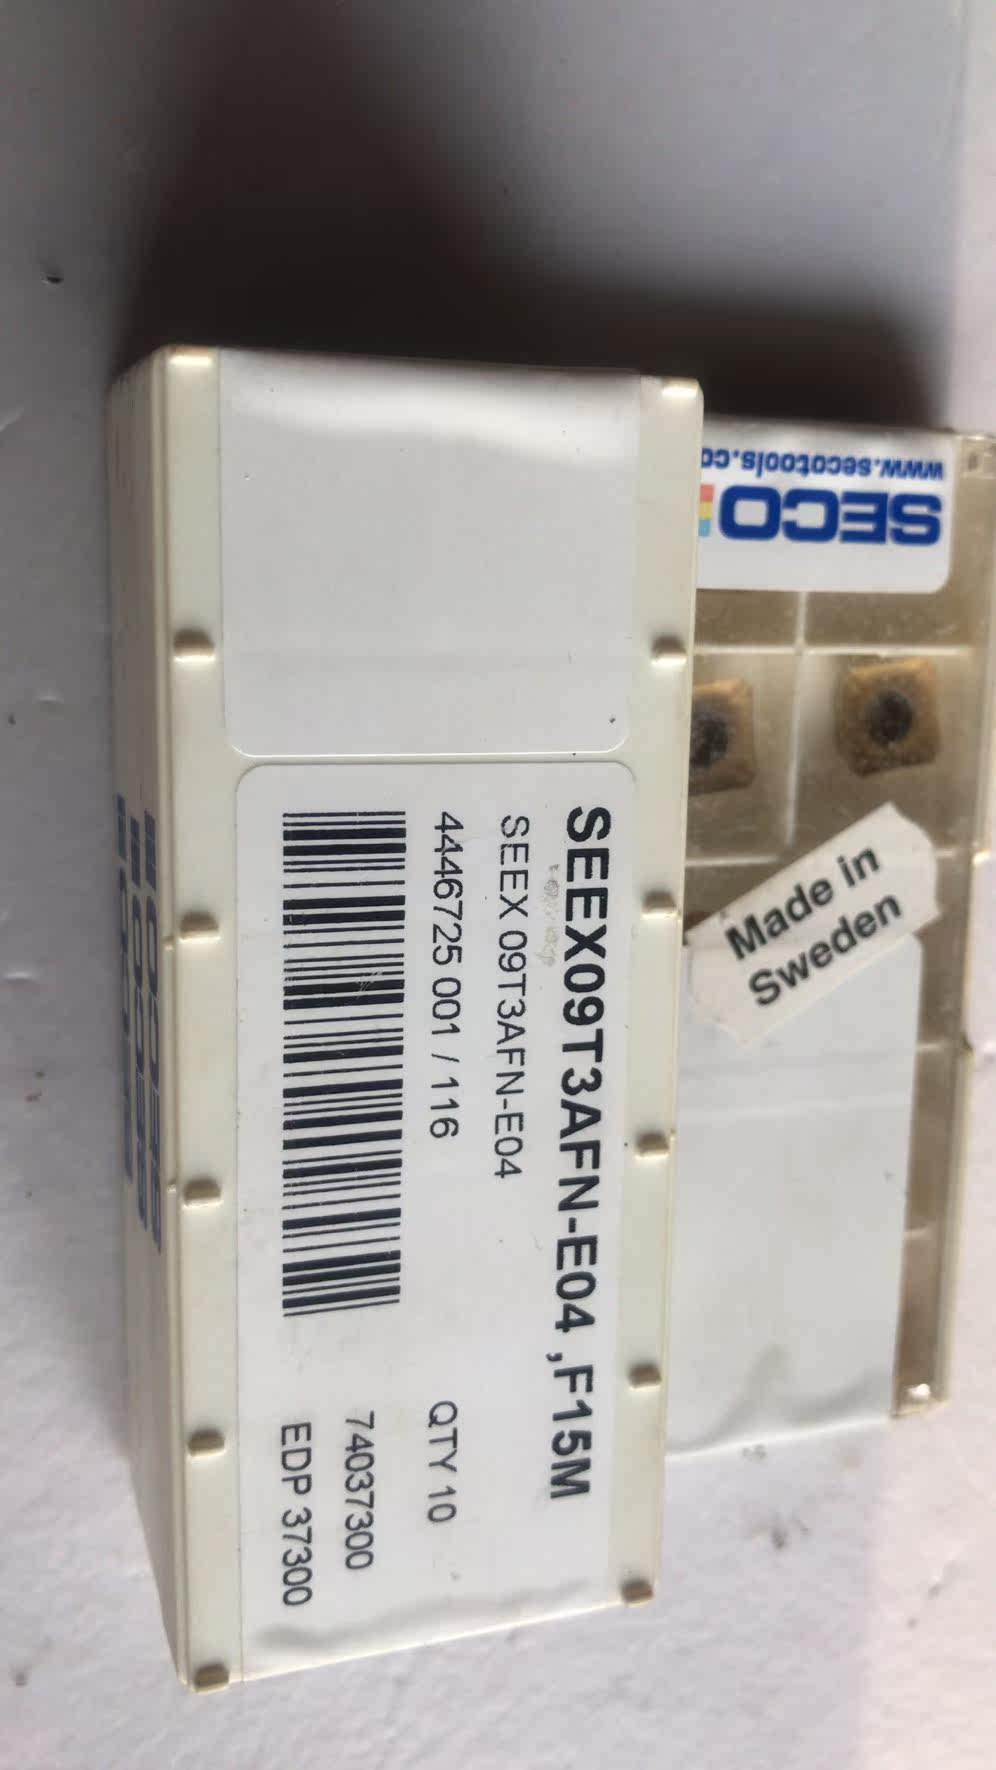 SEEX09T3AFN-E04 ,F15M
SEEX 09T3AFN-E04
4446725 001 / 116
QTY 10
74037300
EDP 37300
SECO
www.secotools.co
Made in
Sweden